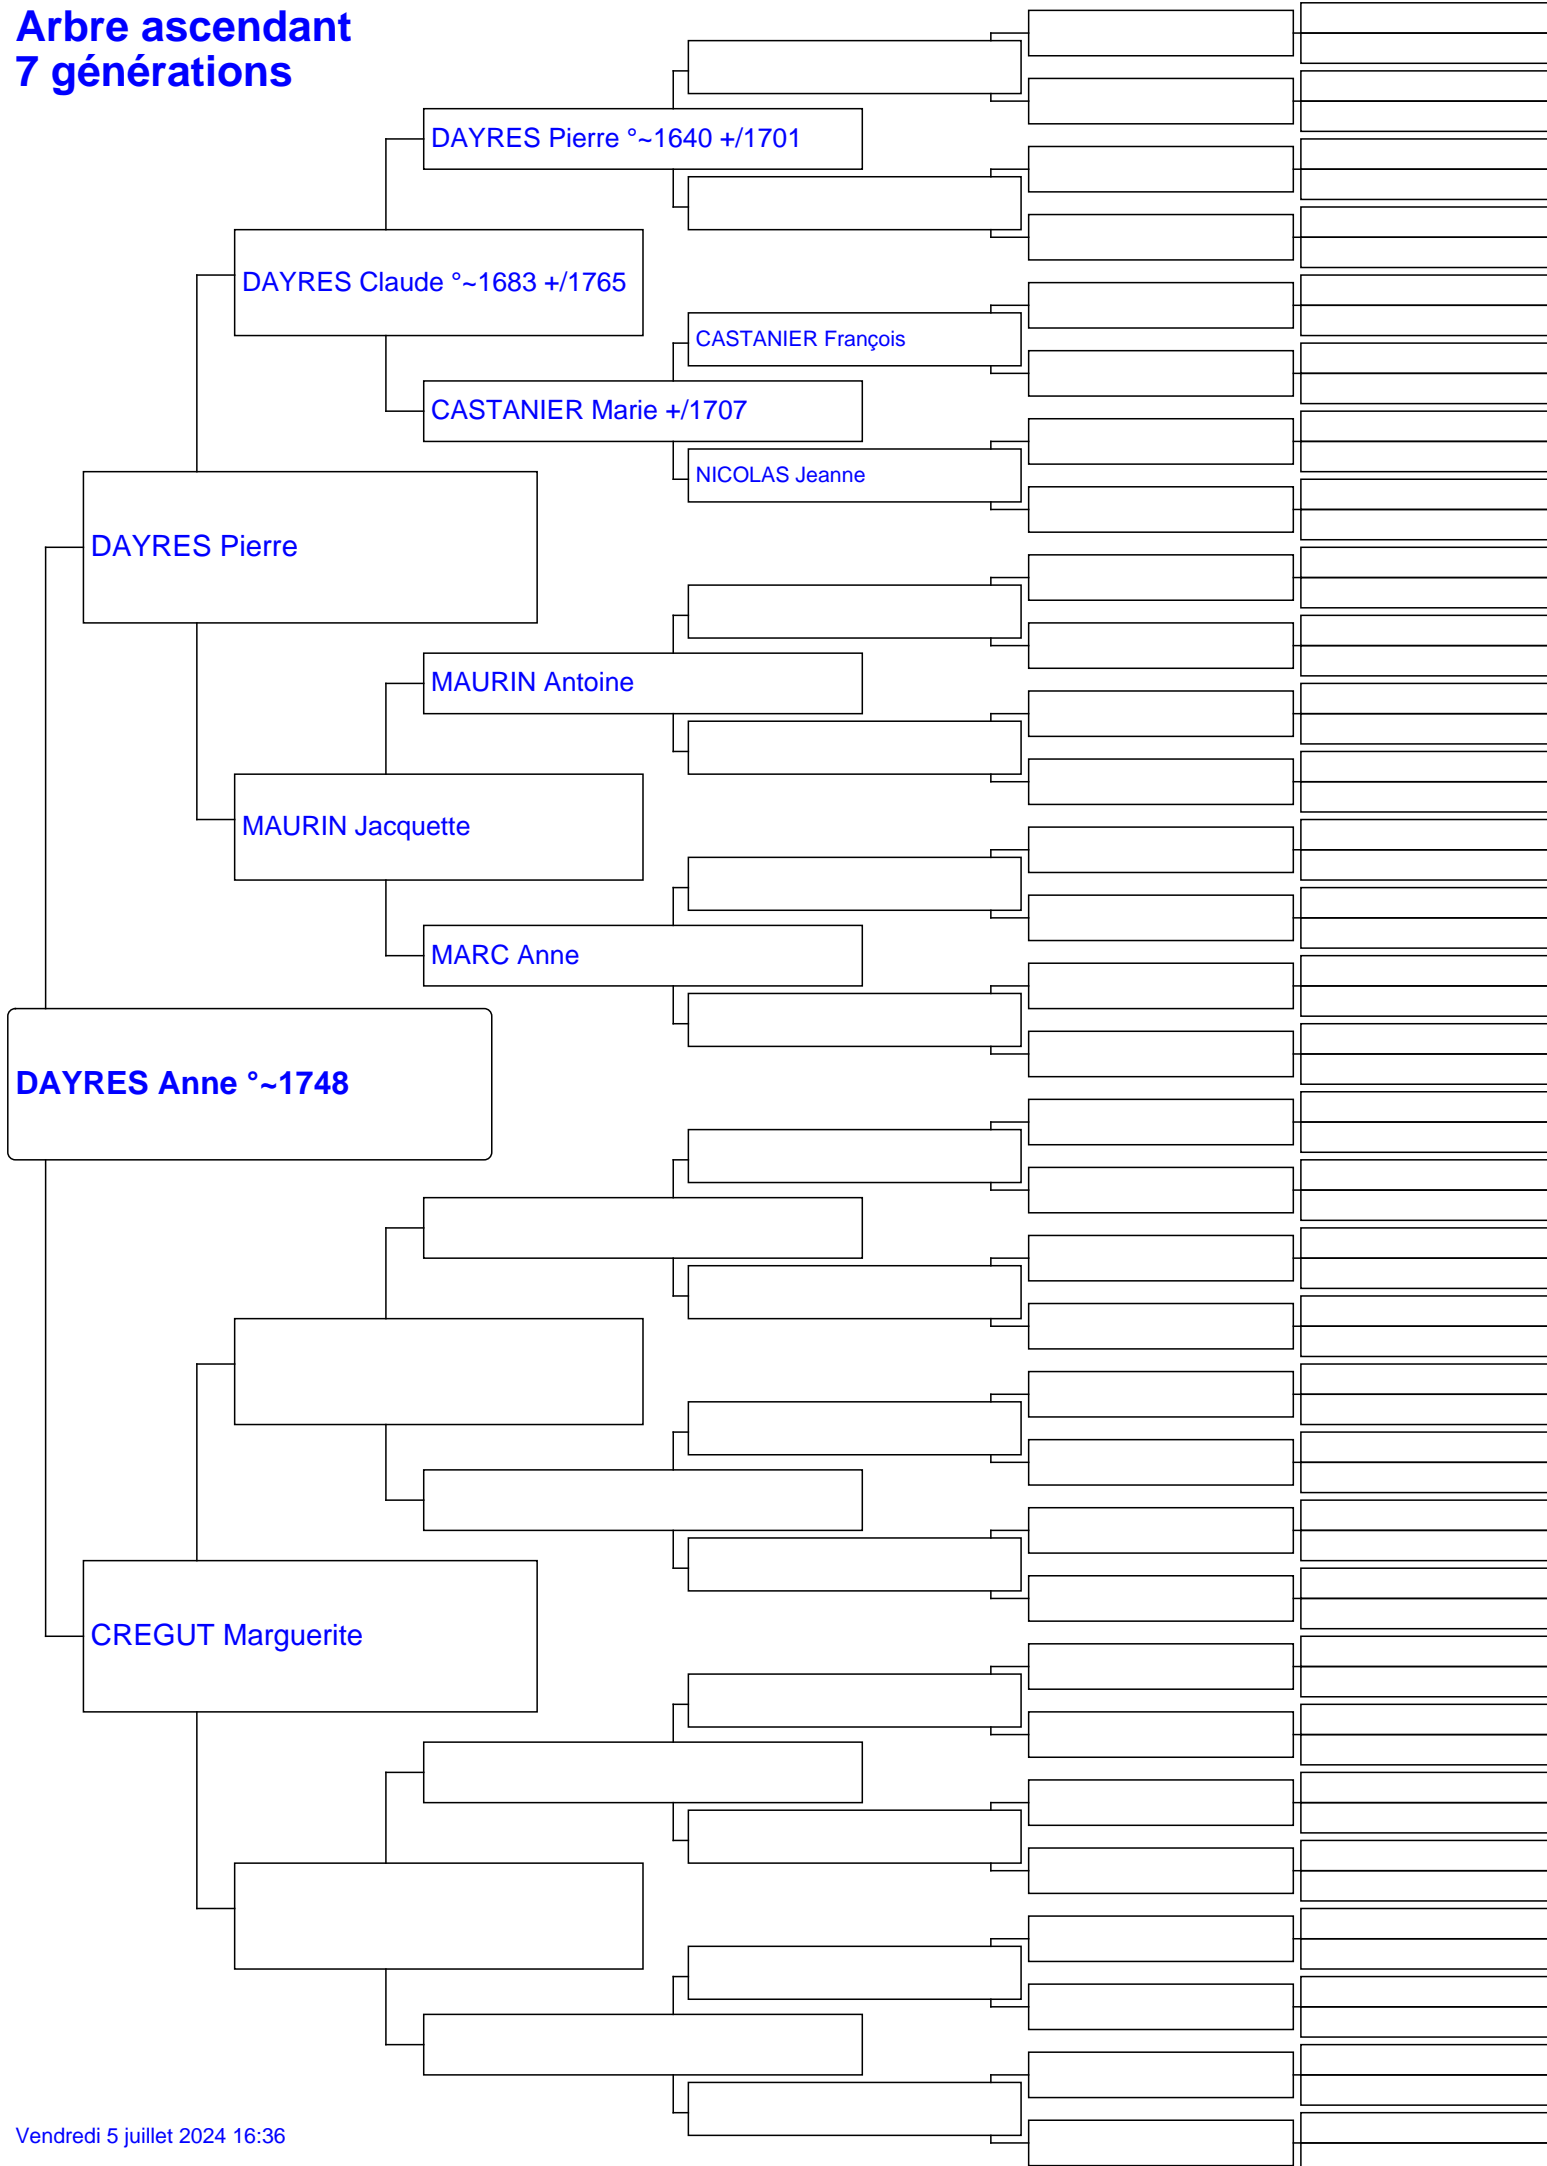 Arbre ascendant
7 générations
DAYRES Pierre °~1640 +/1701
DAYRES Claude °~1683 +/1765
CASTANIER François
CASTANIER Marie +/1707
NICOLAS Jeanne
DAYRES Pierre
MAURIN Antoine
MAURIN Jacquette
MARC Anne
DAYRES Anne °~1748
CREGUT Marguerite
Vendredi 5 juillet 2024 16:36